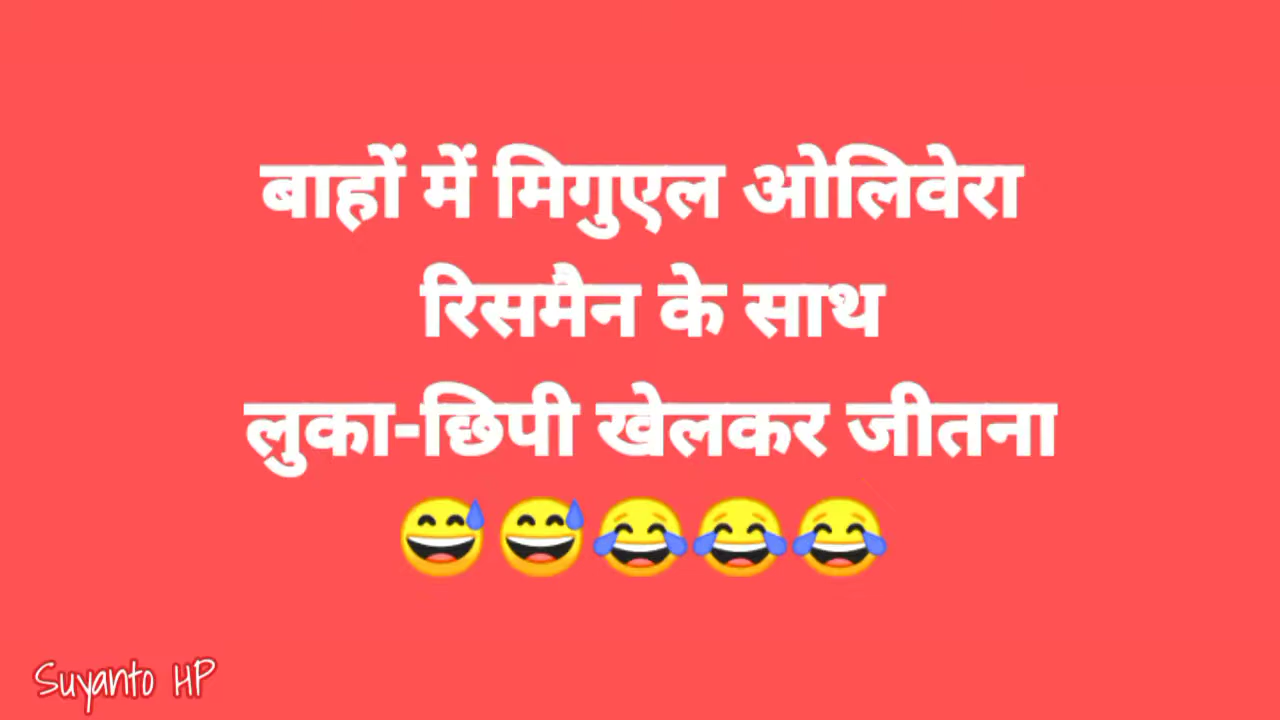 बाहों में मिगुएल ओलिवेरा
रिसमैन के साथ
लुका-छिपी खेलकर जीतना
😅😅😂😂😂
Suyanto HP